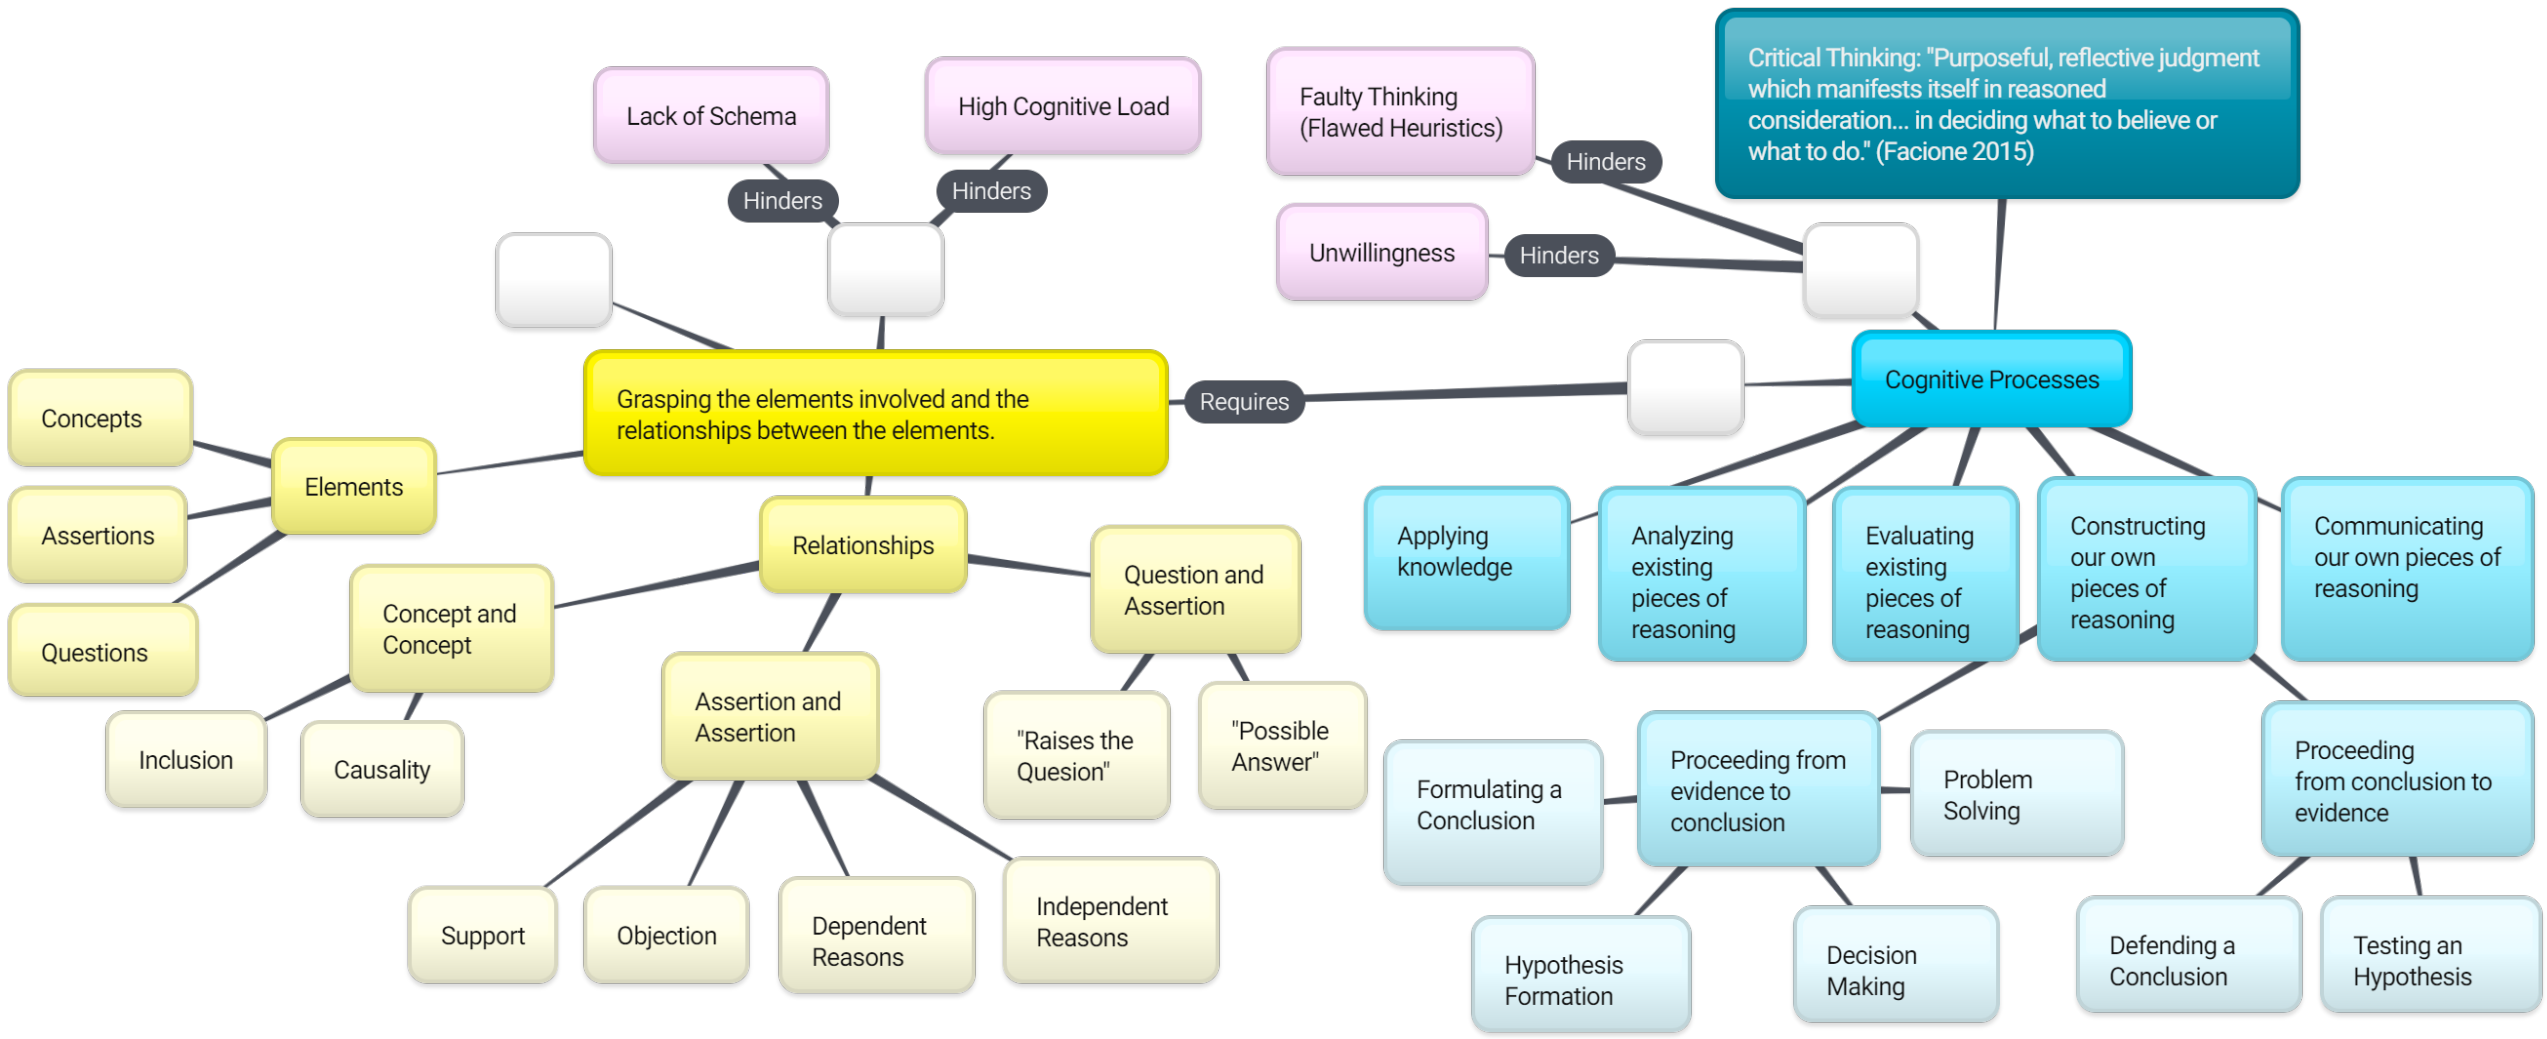 Critical Thinking: "Purposeful, reflective judgment
which manifests itself in reasoned
consideration... in deciding what to believe or
what to do." (Facione 2015)
Lack of Schema
High Cognitive Load
Faulty Thinking
(Flawed Heuristics)
Hinders
Hinders
Hinders
Unwillingness
Hinders
Grasping the elements involved and the
relationships between the elements.
Requires
Cognitive Processes
Concepts
Assertions
Questions
Elements
Relationships
Concept and
Concept
Inclusion
Causality
Assertion and
Assertion
Support
Objection
Dependent
Reasons
Independent
Reasons
Question and
Assertion
"Raises the
Quesion"
"Possible
Answer"
Applying
knowledge
Analyzing
existing
pieces of
reasoning
Evaluating
existing
pieces of
reasoning
Constructing
our own
pieces of
reasoning
Communicating
our own pieces of
reasoning
Formulating a
Conclusion
Proceeding from
evidence to
conclusion
Problem
Solving
Hypothesis
Formation
Decision
Making
Proceeding
from conclusion to
evidence
Defending a
Conclusion
Testing an
Hypothesis